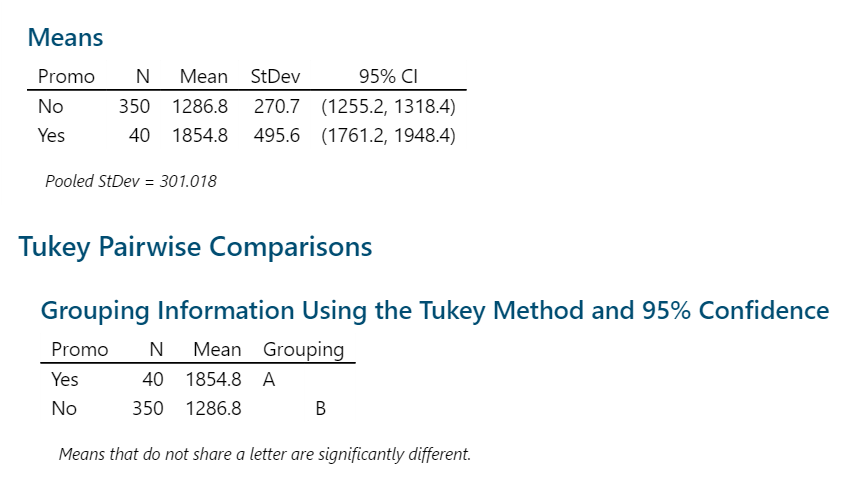 Means
Promo N Mean StDev 95% CI
No 350 1286.8 270.7 (1255.2, 1318.4)
Yes 40 1854.8 495.6 (1761.2, 1948.4)
Pooled StDev = 301.018
Tukey Pairwise Comparisons
Grouping Information Using the Tukey Method and 95% Confidence
Promo N Mean Grouping
Yes 40 1854.8 A
No 350 1286.8 B
Means that do not share a letter are significantly different.